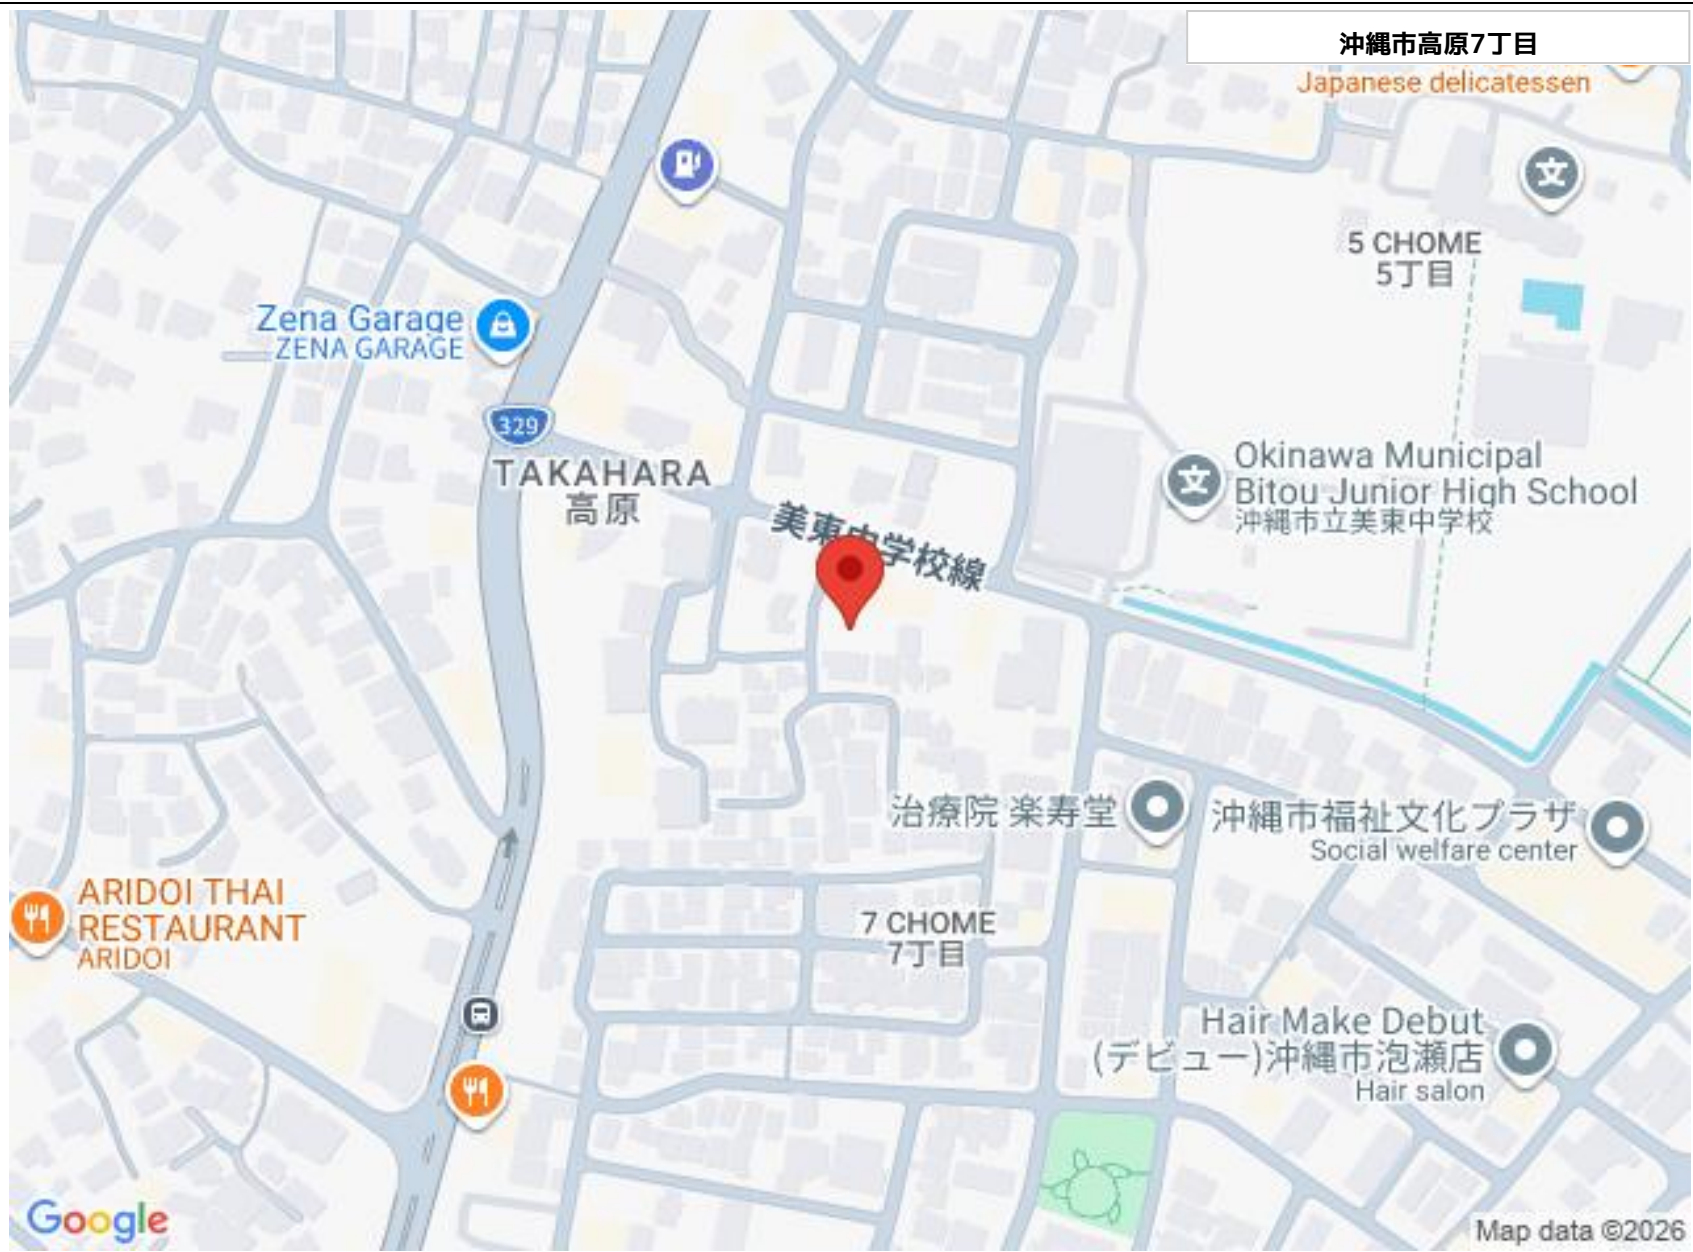 沖縄市高原7丁目
Japanese delicatessen
5 CHOME
5丁目
Zena Garage
ZENA GARAGE
329
TAKAHARA
高原
美東中学校線
Okinawa Municipal
Bitou Junior High School
沖縄市立美東中学校
治療院 楽寿堂
沖縄市福祉文化プラザ
Social welfare center
ARIDOI THAI
RESTAURANT
ARIDOI
7 CHOME
7丁目
Hair Make Debut
(デビュー)沖縄市泡瀬店
Hair salon
Google
Map data ©2026